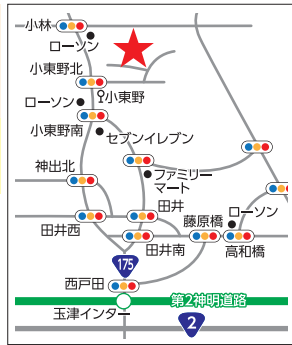 小林
ローソン
小東野北
小東野
ローソン
小東野南
セブンイレブン
神出北
ファミリー
マート
田井
藤原橋
ローソン
田井西
田井南
高和橋
175
西戸田
第2神明道路
玉津インター
2